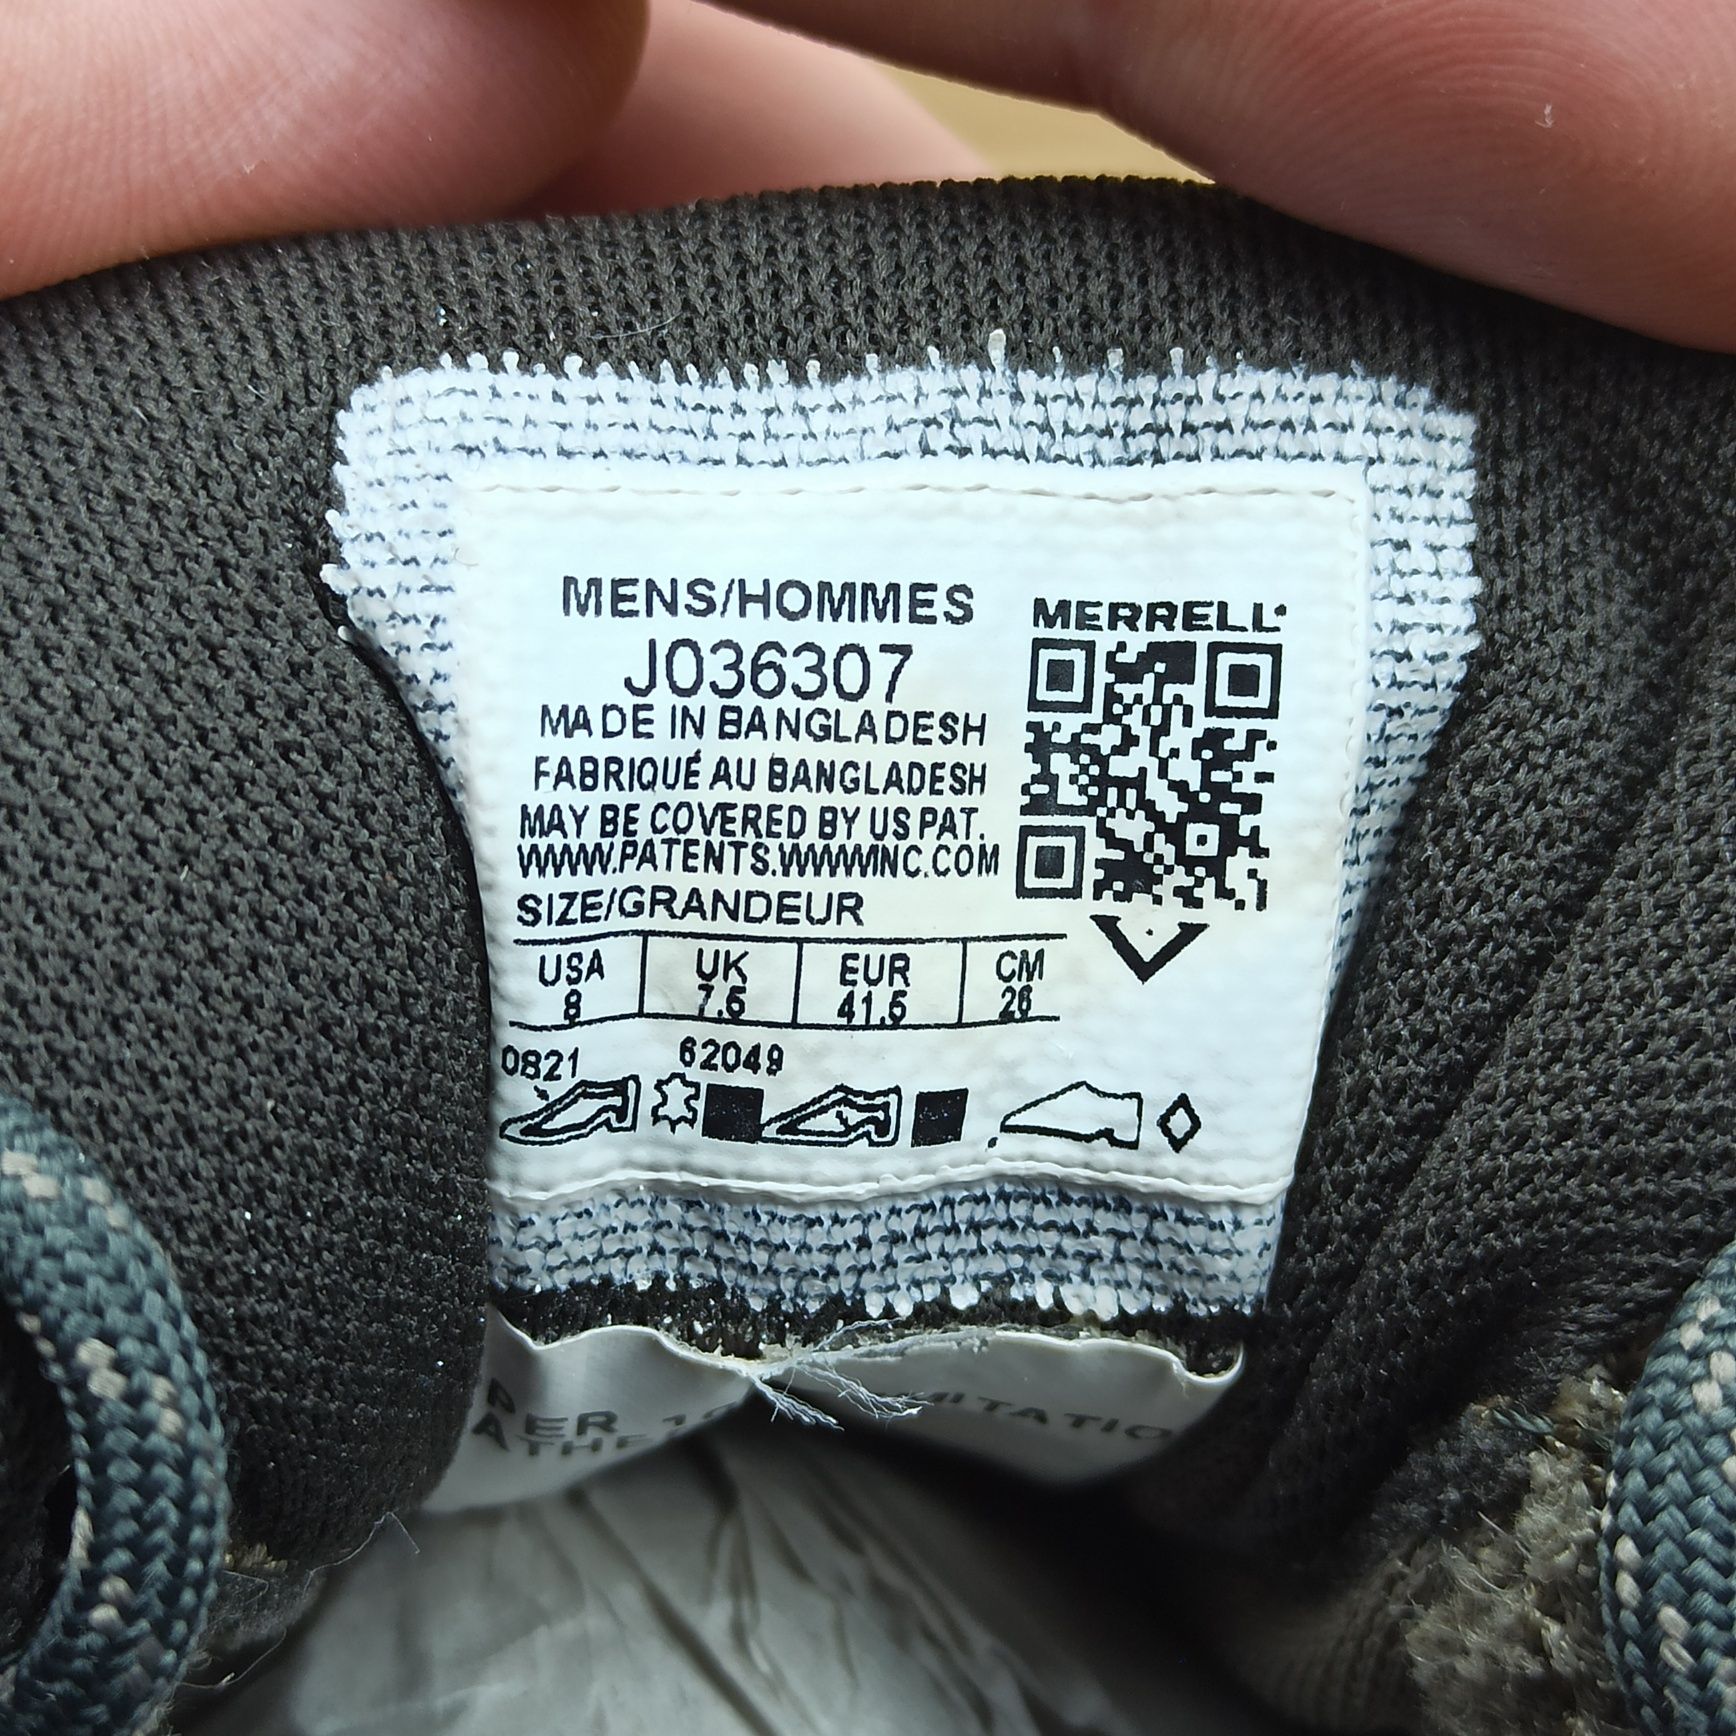 MENS/HOMMES
MERRELL
J036307
MADE IN BANGLADESH
FABRIQUÉ AU BANGLADESH
MAY BE COVERED BY US PAT.
WWW.PATENTS.WWWINC.COM
SIZE/GRANDEUR
USA UK EUR CM
8 7.5 41.5 26
0821 62049